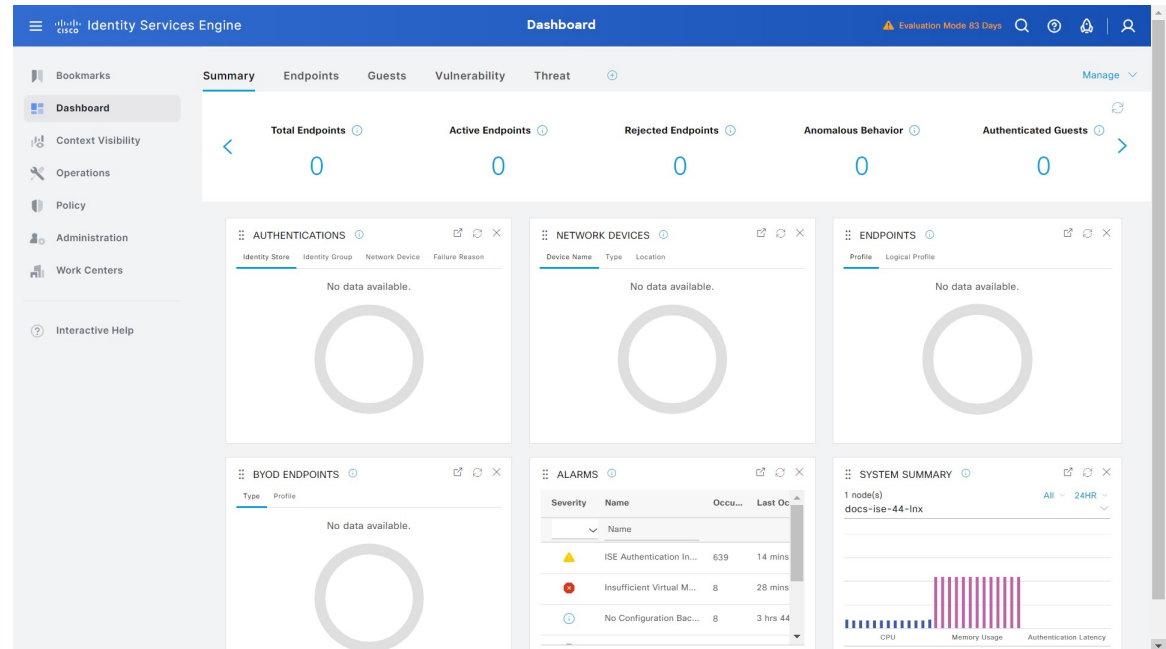 cisco Identity Services Engine
Dashboard
Evaluation Mode 83 Days
Bookmarks
Dashboard
Context Visibility
Operations
Policy
Administration
Work Centers
Interactive Help
Summary Endpoints Guests Vulnerability Threat
Manage
Total Endpoints Active Endpoints Rejected Endpoints Anomalous Behavior Authenticated Guests
0 0 0 0 0
AUTHENTICATIONS
Identity Store Identity Group Network Device Failure Reason
No data available.
NETWORK DEVICES
Device Name Type Location
No data available.
ENDPOINTS
Profile Logical Profile
No data available.
BYOD ENDPOINTS
Type Profile
No data available.
ALARMS
Severity Name Occu... Last Oc
Name
ISE Authentication In... 639 14 mins
Insufficient Virtual M... 8 28 mins
No Configuration Bac... 8 3 hrs 44
SYSTEM SUMMARY
1 node(s) All 24HR
docs-ise-44-lnx
CPU Memory Usage Authentication Latency